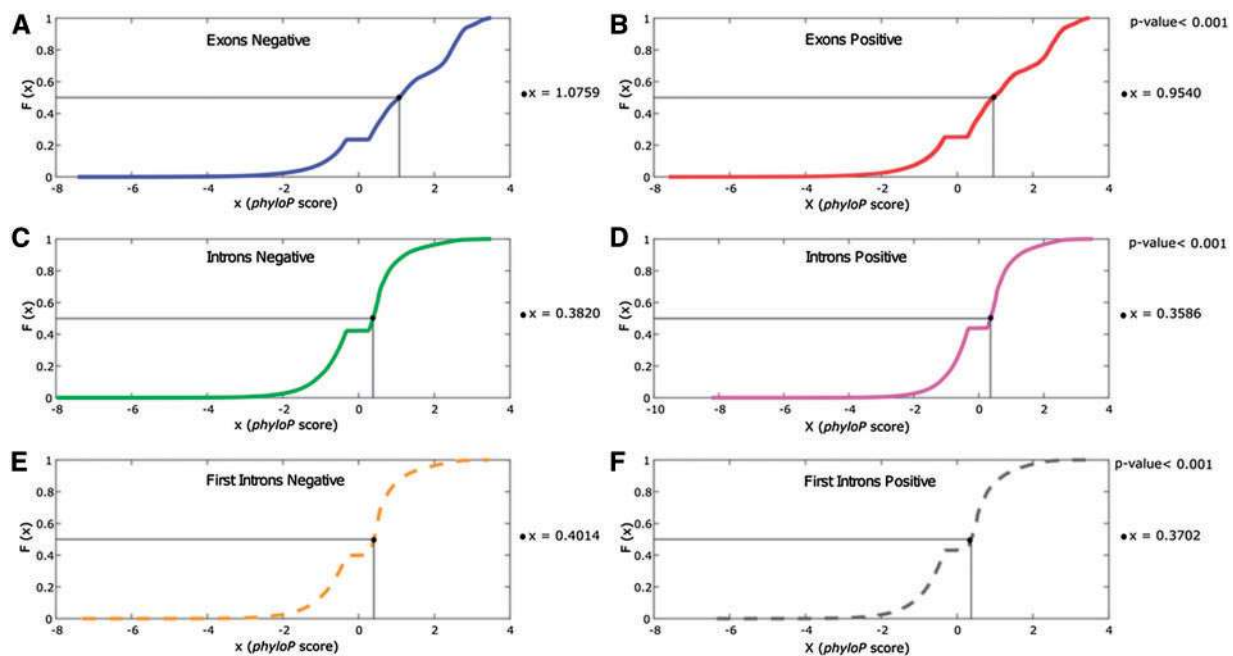 A
Exons Negative
F (x)
1
0.8
0.6
0.4
0.2
0
-8 -6 -4 -2 0 2 4
x (phyloP score)
x = 1.0759
B
Exons Positive
F (x)
1
0.8
0.6
0.4
0.2
0
-8 -6 -4 -2 0 2 4
X (phyloP score)
p-value< 0.001
x = 0.9540
C
Introns Negative
F (x)
1
0.8
0.6
0.4
0.2
0
-8 -6 -4 -2 0 2 4
x (phyloP score)
x = 0.3820
D
Introns Positive
F (x)
1
0.8
0.6
0.4
0.2
0
-10 -8 -6 -4 -2 0 2 4
X (phyloP score)
p-value< 0.001
x = 0.3586
E
First Introns Negative
F (x)
1
0.8
0.6
0.4
0.2
0
-8 -6 -4 -2 0 2 4
x (phyloP score)
x = 0.4014
F
First Introns Positive
F (x)
1
0.8
0.6
0.4
0.2
0
-8 -6 -4 -2 0 2 4
X (phyloP score)
p-value< 0.001
x = 0.3702